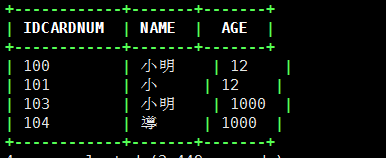 +-------------+-------+-------+
| IDCARDNUM | NAME | AGE |
+-------------+-------+-------+
| 100 | 小明 | 12 |
| 101 | 小 | 12 |
| 103 | 小明 | 1000 |
| 104 | 導 | 1000 |
+-------------+-------+-------+